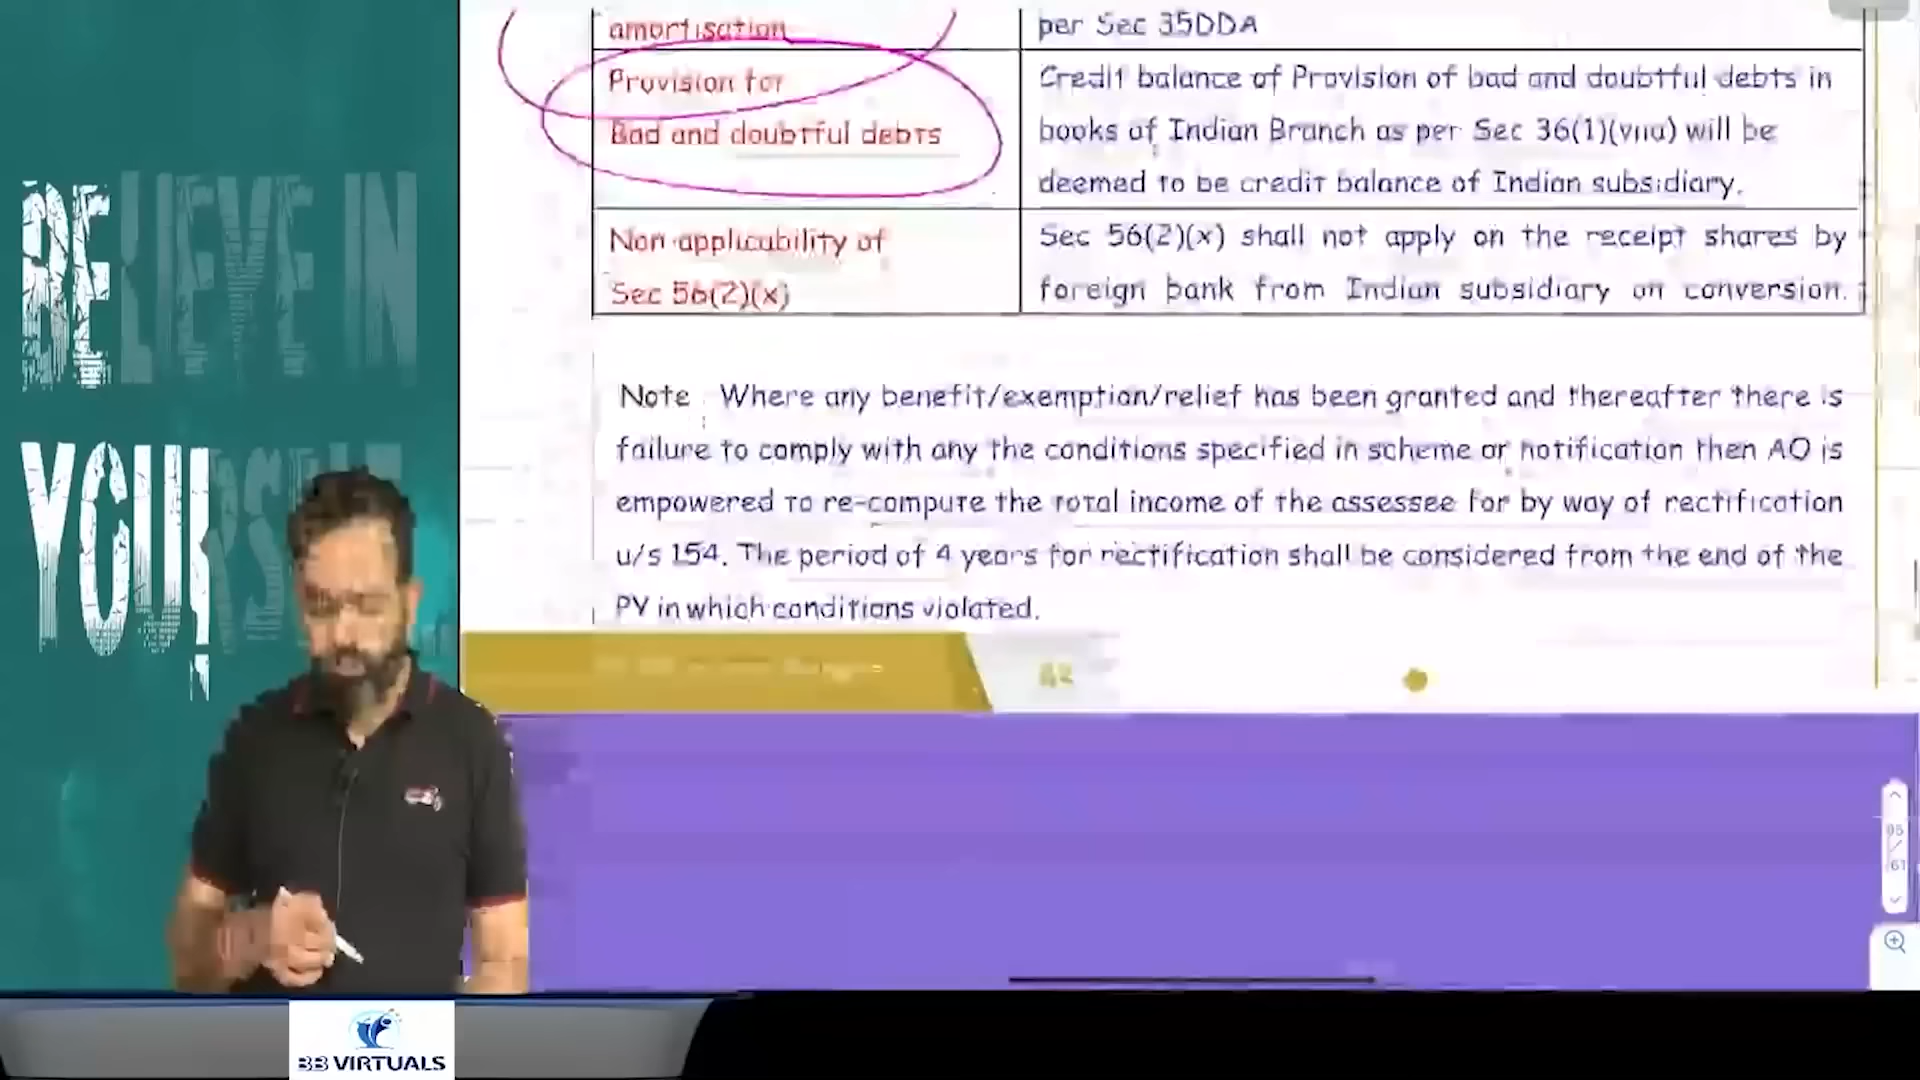 amortisation
per Sec 35DDA
Provision for
Bad and doubtful debts
Credit balance of Provision of bad and doubtful debts in
books of Indian Branch as per Sec 36(1)(viia) will be
deemed to be credit balance of Indian subsidiary.
Non-applicability of
Sec 56(2)(x)
Sec 56(2)(x) shall not apply on the receipt shares by
foreign bank from Indian subsidiary on conversion.
Note : Where any benefit/exemption/relief has been granted and thereafter there is
failure to comply with any the conditions specified in scheme or notification then AO is
empowered to re-compute the total income of the assessee for by way of rectification
u/s 154. The period of 4 years for rectification shall be considered from the end of the
PY in which conditions violated.
BELIEVE IN
YOURSELF
BB VIRTUALS